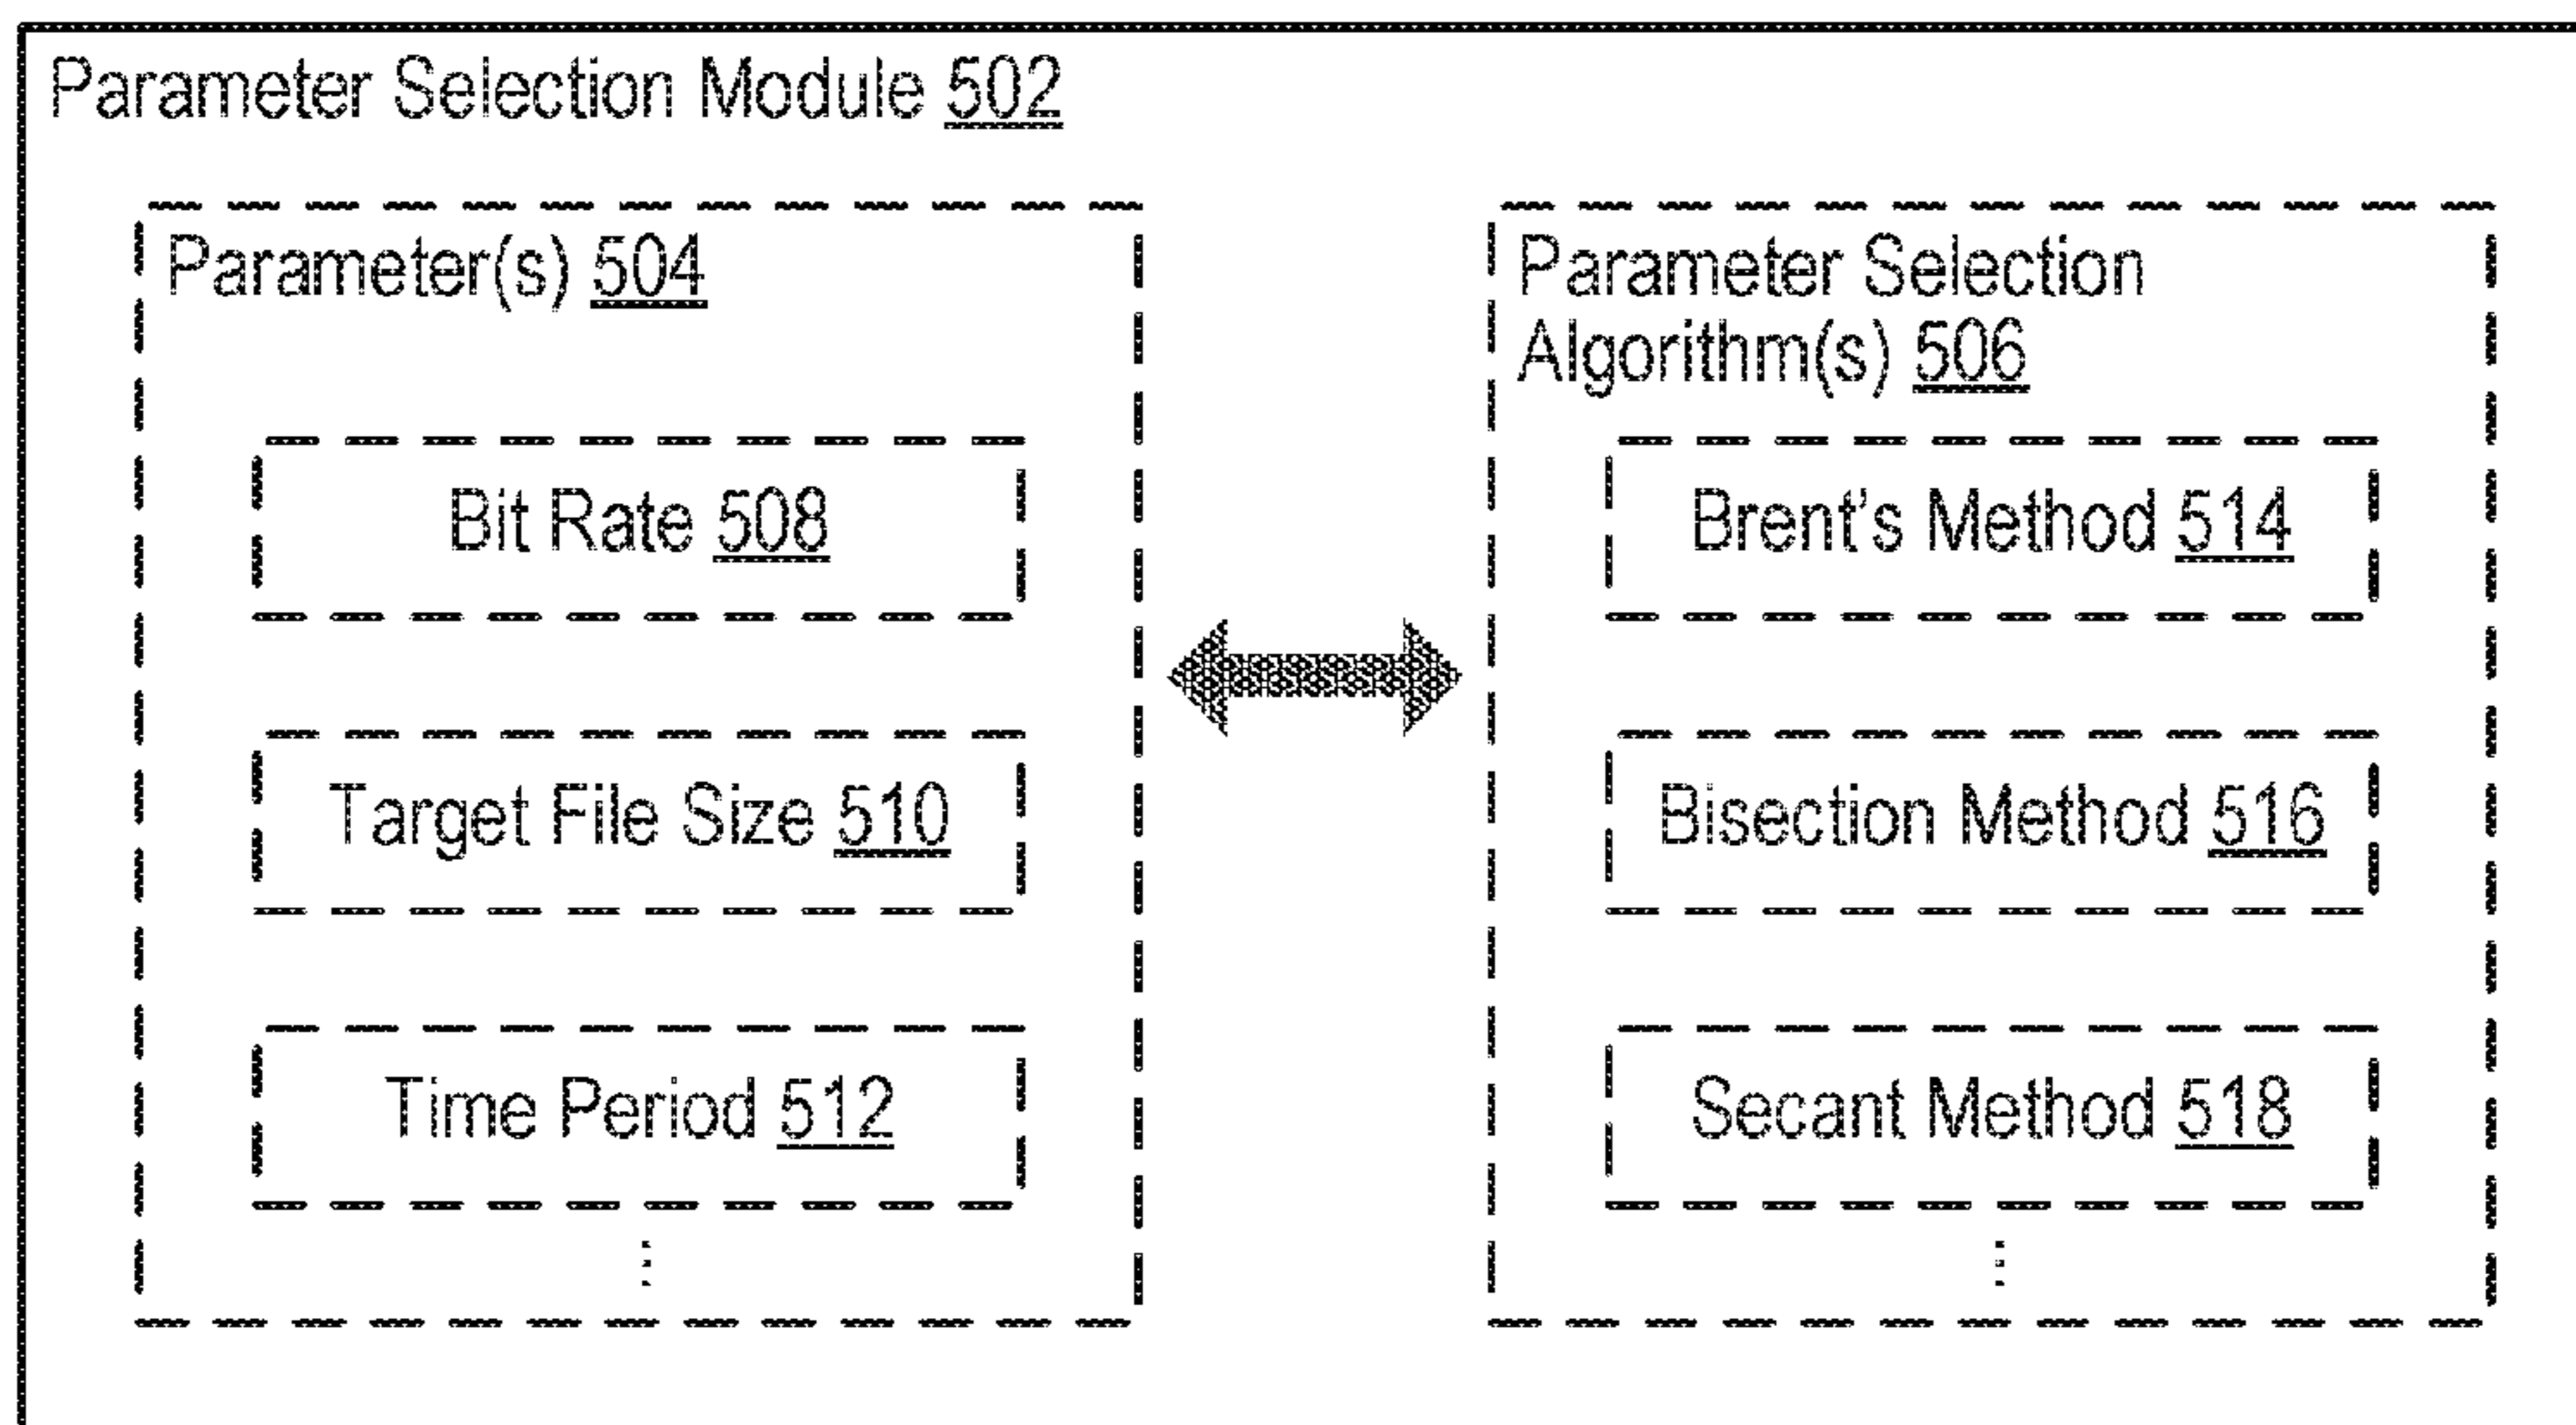 Parameter Selection Module 502
Parameter(s) 504
Bit Rate 508
Target File Size 510
Time Period 512
Parameter Selection
Algorithm(s) 506
Brent's Method 514
Bisection Method 516
Secant Method 518